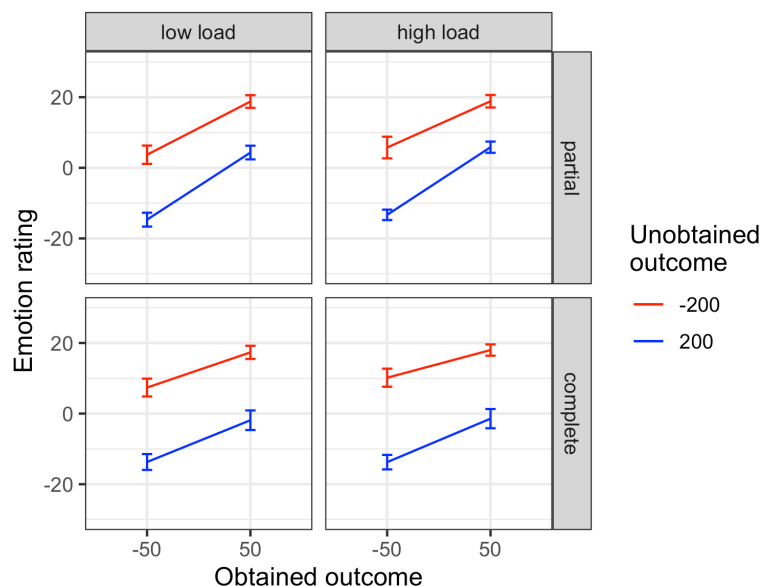 low load
high load
20
0
-20
partial
20
0
-20
complete
Emotion rating
-50
50
-50
50
Obtained outcome
Unobtained
outcome
-200
200